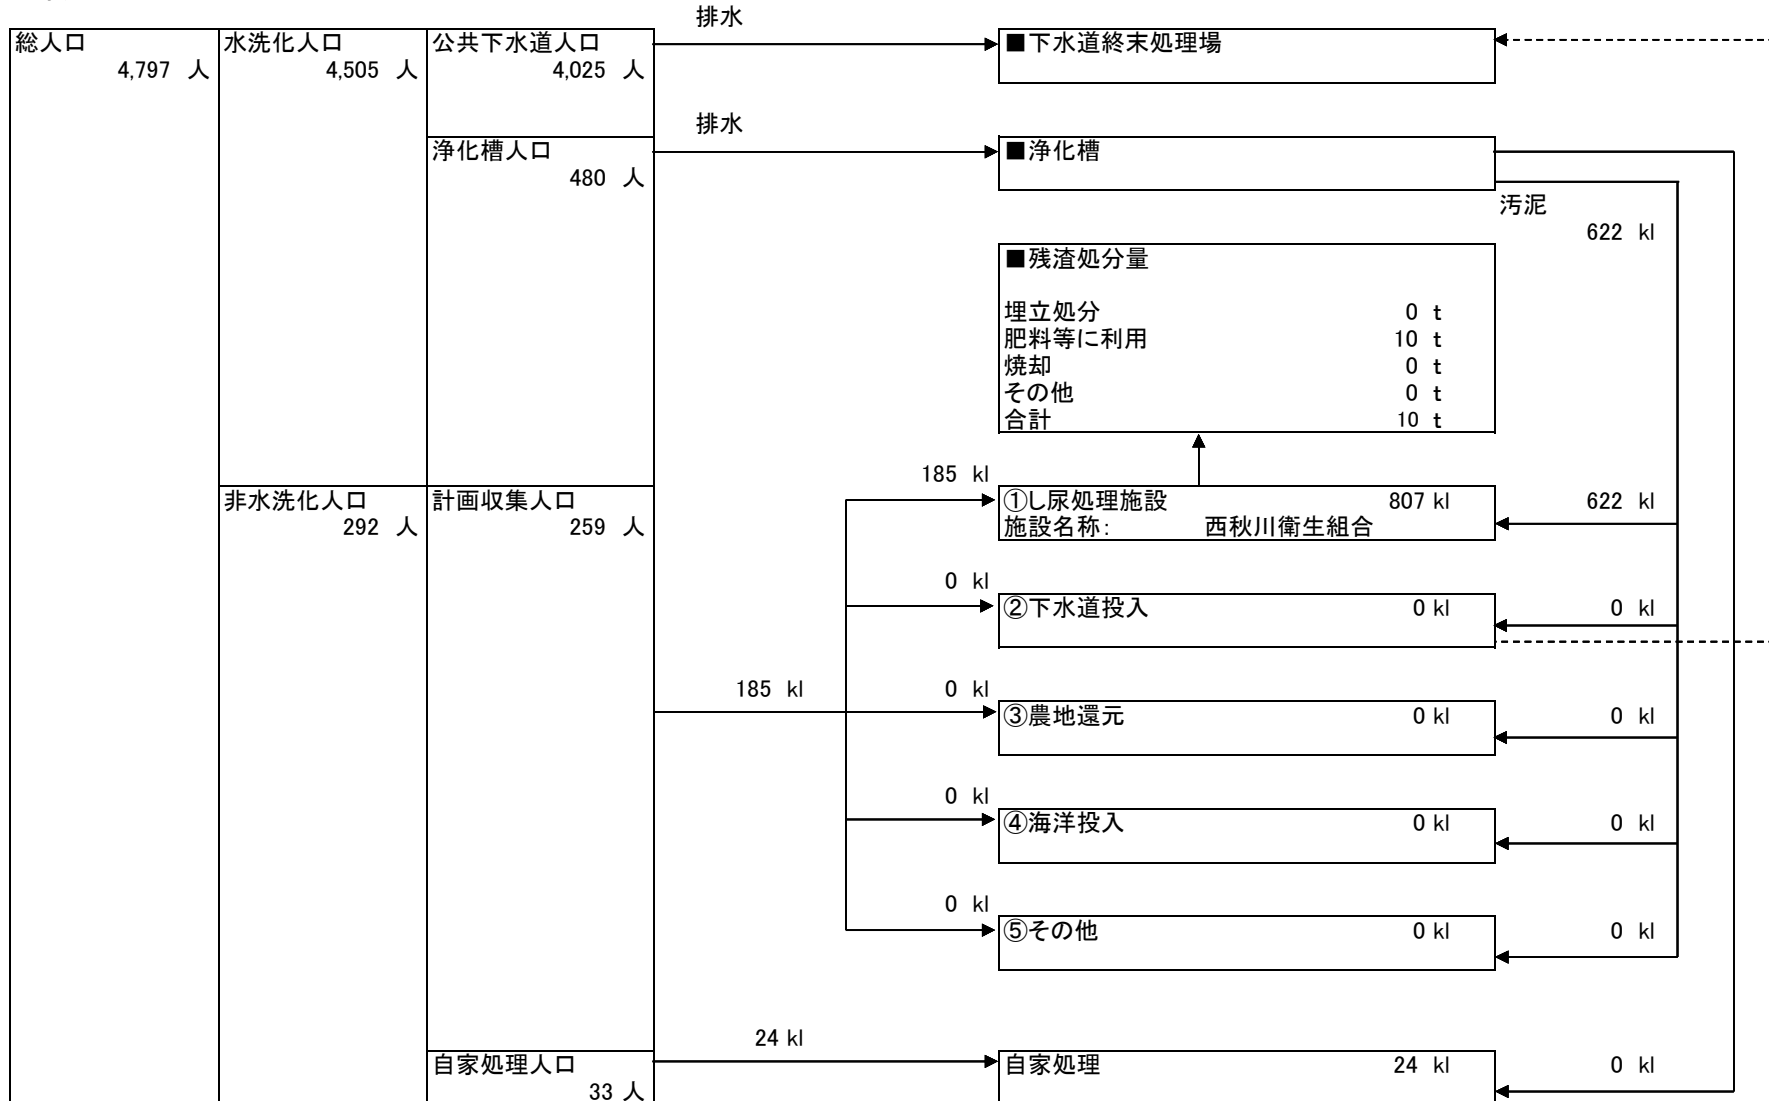 排水
総人口 水洗化人口 公共下水道人口 ■下水道終末処理場
4,797 人 4,505 人 4,025 人
排水
浄化槽人口 ■浄化槽
480 人
汚泥
622 kl
■残渣処分量
埋立処分 0 t
肥料等に利用 10 t
焼却 0 t
その他 0 t
合計 10 t
185 kl
非水洗化人口 計画収集人口 ①し尿処理施設 807 kl 622 kl
292 人 259 人 施設名称: 西秋川衛生組合
0 kl
②下水道投入 0 kl 0 kl
185 kl 0 kl
③農地還元 0 kl 0 kl
0 kl
④海洋投入 0 kl 0 kl
0 kl
⑤その他 0 kl 0 kl
24 kl
自家処理人口 自家処理 24 kl 0 kl
33 人